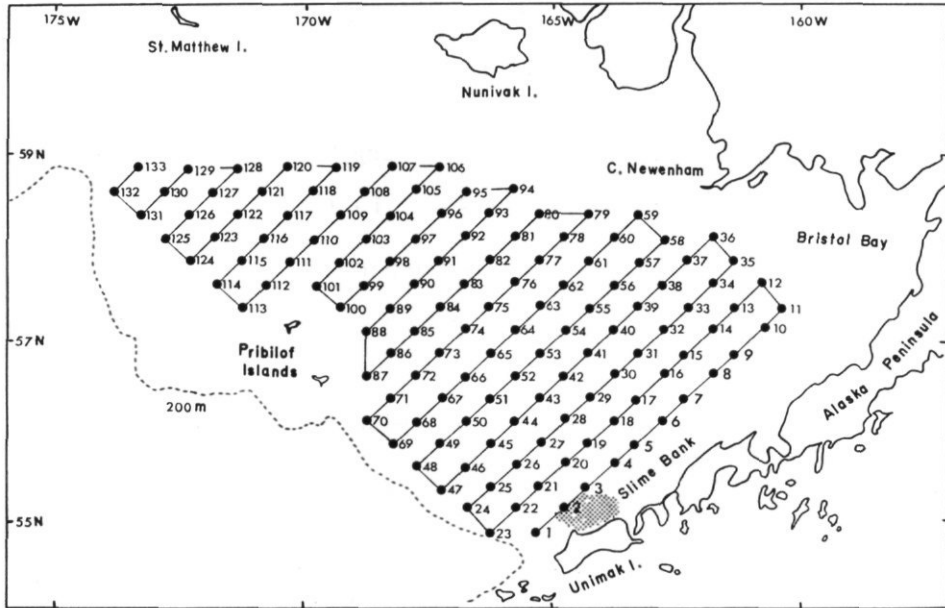 175W 170W 165W 160W
St. Matthew I.
Nunivak I.
59N
C. Newenham
Bristol Bay
133 129 128 120 119 107 106
132 130 127 121 118 108 105 95 94
131 126 122 117 109 104 96 93 80 79 59
125 123 116 110 103 97 92 81 78 60 58 36
124 115 111 102 98 91 82 77 61 57 37 35
114 112 101 99 90 83 76 62 56 38 34 12
113 100 89 84 75 63 55 39 33 13 11
57N
88 85 74 64 54 40 32 14 10
Pribilof
Islands
86 73 65 53 41 31 15 9
87 72 66 52 42 30 16 8
200 m
71 67 51 43 29 17 7
70 68 50 44 28 18 6
69 49 45 27 19 5
48 46 26 20 4
47 25 21 3
24 22 2
23 1
Slime Bank
Alaska Peninsula
55N
Unimak I.